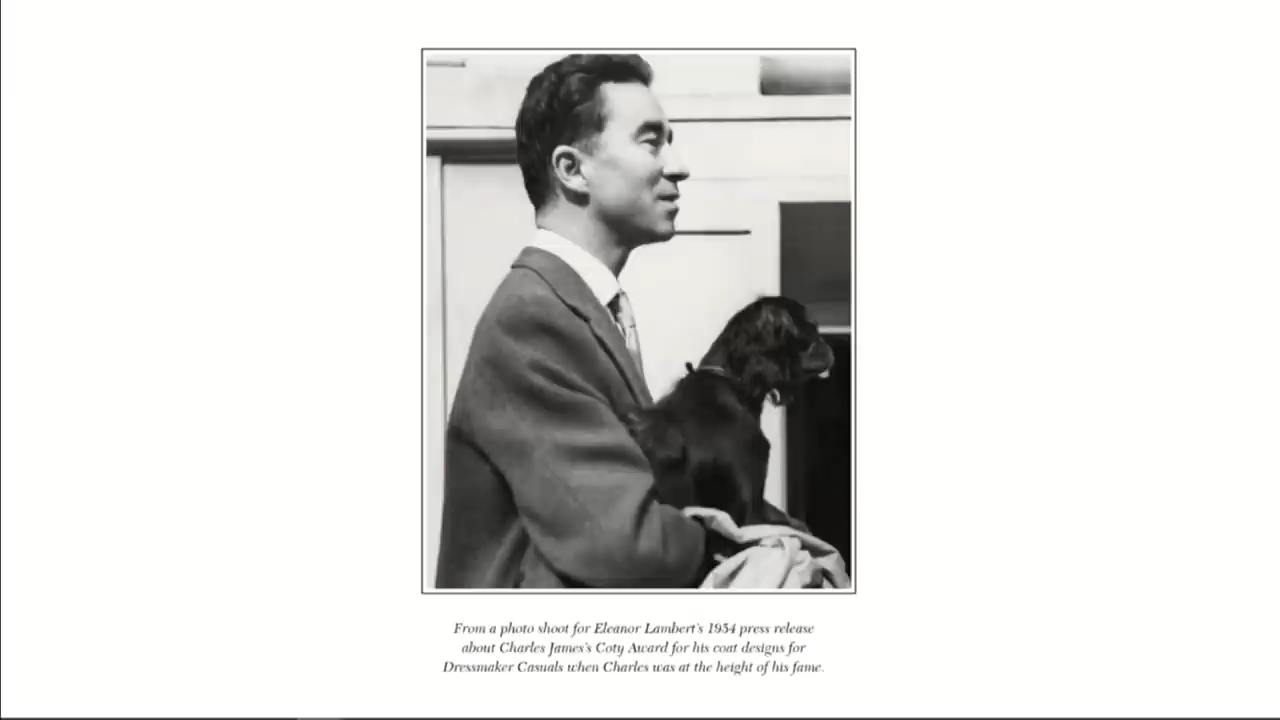 From a photo shoot for Eleanor Lambert's 1954 press release
about Charles James's Coty Award for his coat designs for
Dressmaker Casuals when Charles was at the height of his fame.